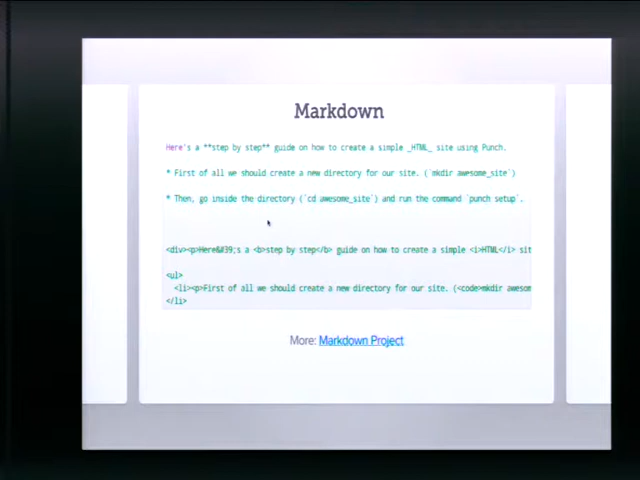 Markdown
Here's a **step by step** guide on how to create a simple _HTML_ site using Punch.
* First of all we should create a new directory for our site. (`mkdir awesome_site`)
* Then, go inside the directory (`cd awesome_site`) and run the command `punch setup`.
<div><p>Here&#39;s a <b>step by step</b> guide on how to create a simple <i>HTML</i> sit
<ul>
<li><p>First of all we should create a new directory for our site. (<code>mkdir awesom
</li>
More: Markdown Project